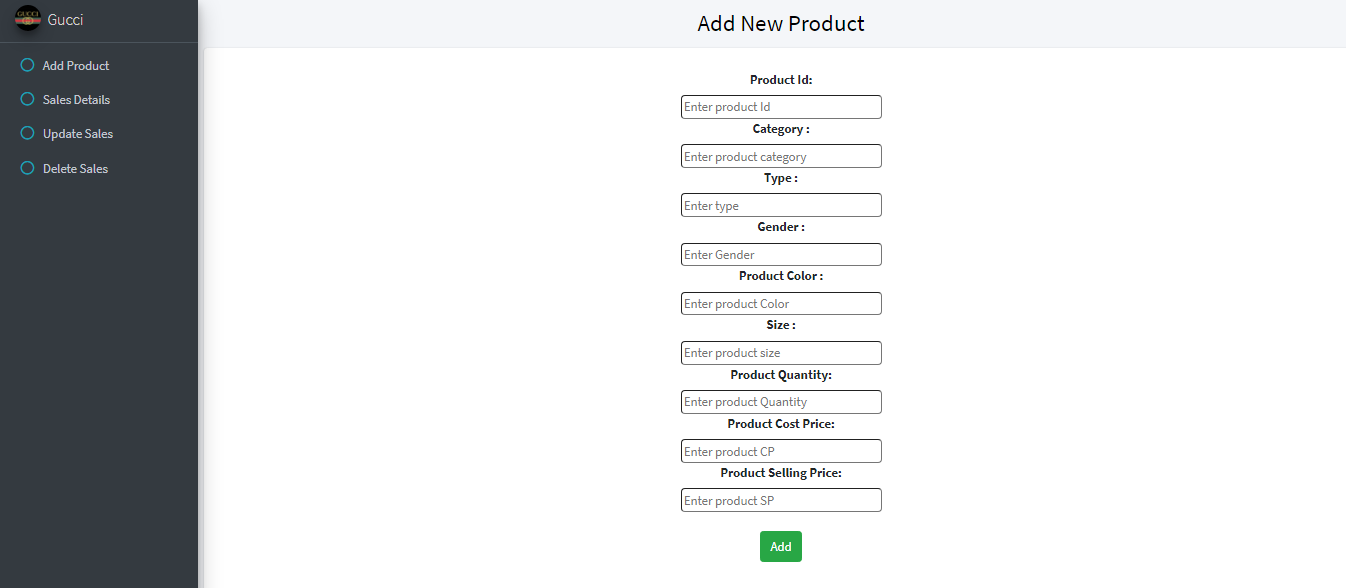 GUCCI
Gucci
Add Product
Sales Details
Update Sales
Delete Sales
Add New Product
Product Id:
Enter product Id
Category :
Enter product category
Type :
Enter type
Gender :
Enter Gender
Product Color :
Enter product Color
Size :
Enter product size
Product Quantity:
Enter product Quantity
Product Cost Price:
Enter product CP
Product Selling Price:
Enter product SP
Add